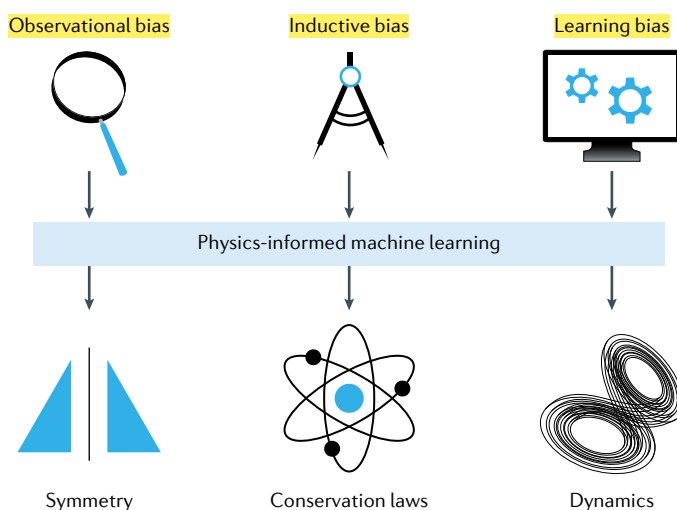 Observational bias
Inductive bias
Learning bias
Physics-informed machine learning
Symmetry
Conservation laws
Dynamics